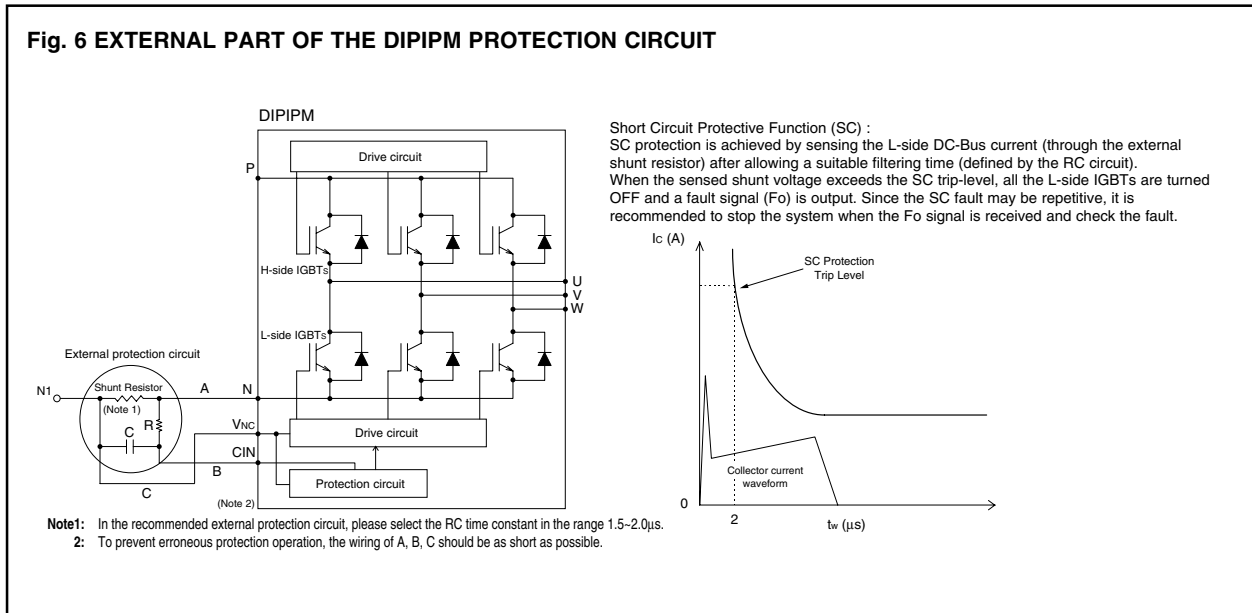 Fig. 6 EXTERNAL PART OF THE DIPIPM PROTECTION CIRCUIT
DIPIPM
Drive circuit
P
H-side IGBTs
U
V
W
L-side IGBTs
External protection circuit
N1
Shunt Resistor
(Note 1)
A
N
R
C
VNC
Drive circuit
CIN
B
C
Protection circuit
(Note 2)
Short Circuit Protective Function (SC) :
SC protection is achieved by sensing the L-side DC-Bus current (through the external
shunt resistor) after allowing a suitable filtering time (defined by the RC circuit).
When the sensed shunt voltage exceeds the SC trip-level, all the L-side IGBTs are turned
OFF and a fault signal (Fo) is output. Since the SC fault may be repetitive, it is
recommended to stop the system when the Fo signal is received and check the fault.
IC (A)
SC Protection
Trip Level
Collector current
waveform
0
2
tw (μs)
Note1: In the recommended external protection circuit, please select the RC time constant in the range 1.5~2.0μs.
2: To prevent erroneous protection operation, the wiring of A, B, C should be as short as possible.